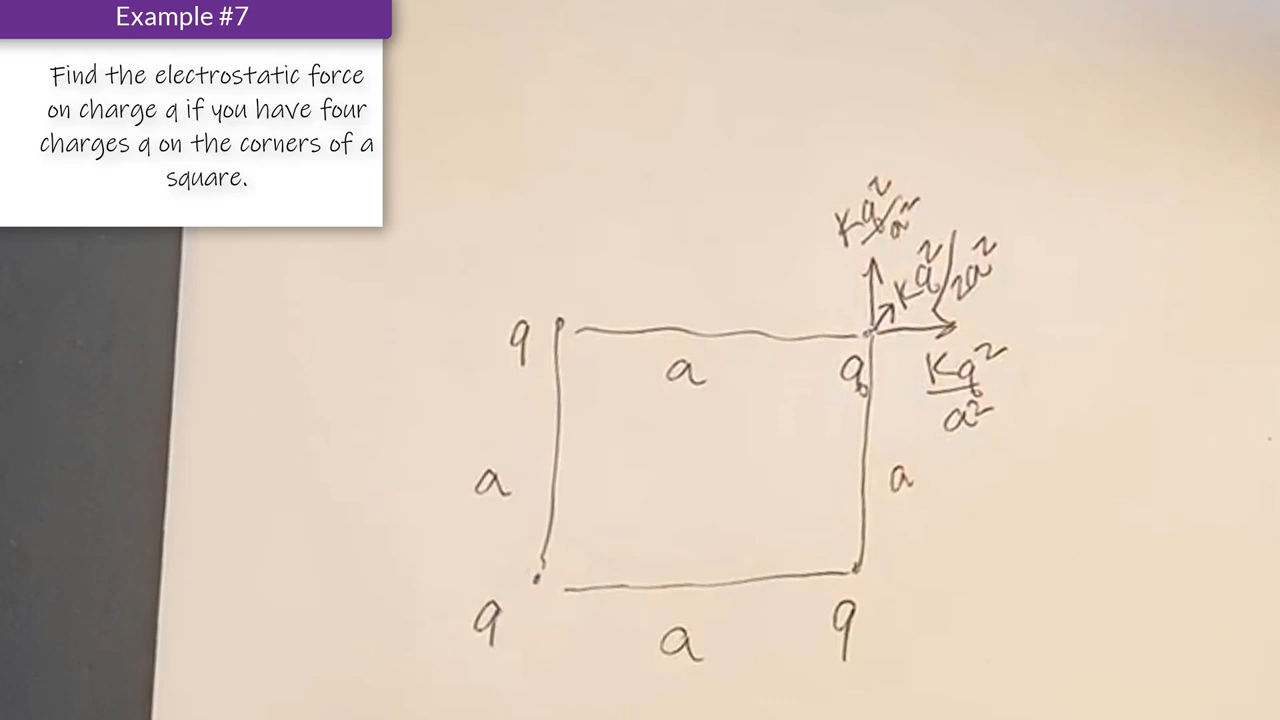 Example #7
Find the electrostatic force
on charge q if you have four
charges q on the corners of a
square.
Kq²/a²
Kq²/2a²
q
a
q
Kq²
a²
a
a
q
a
q